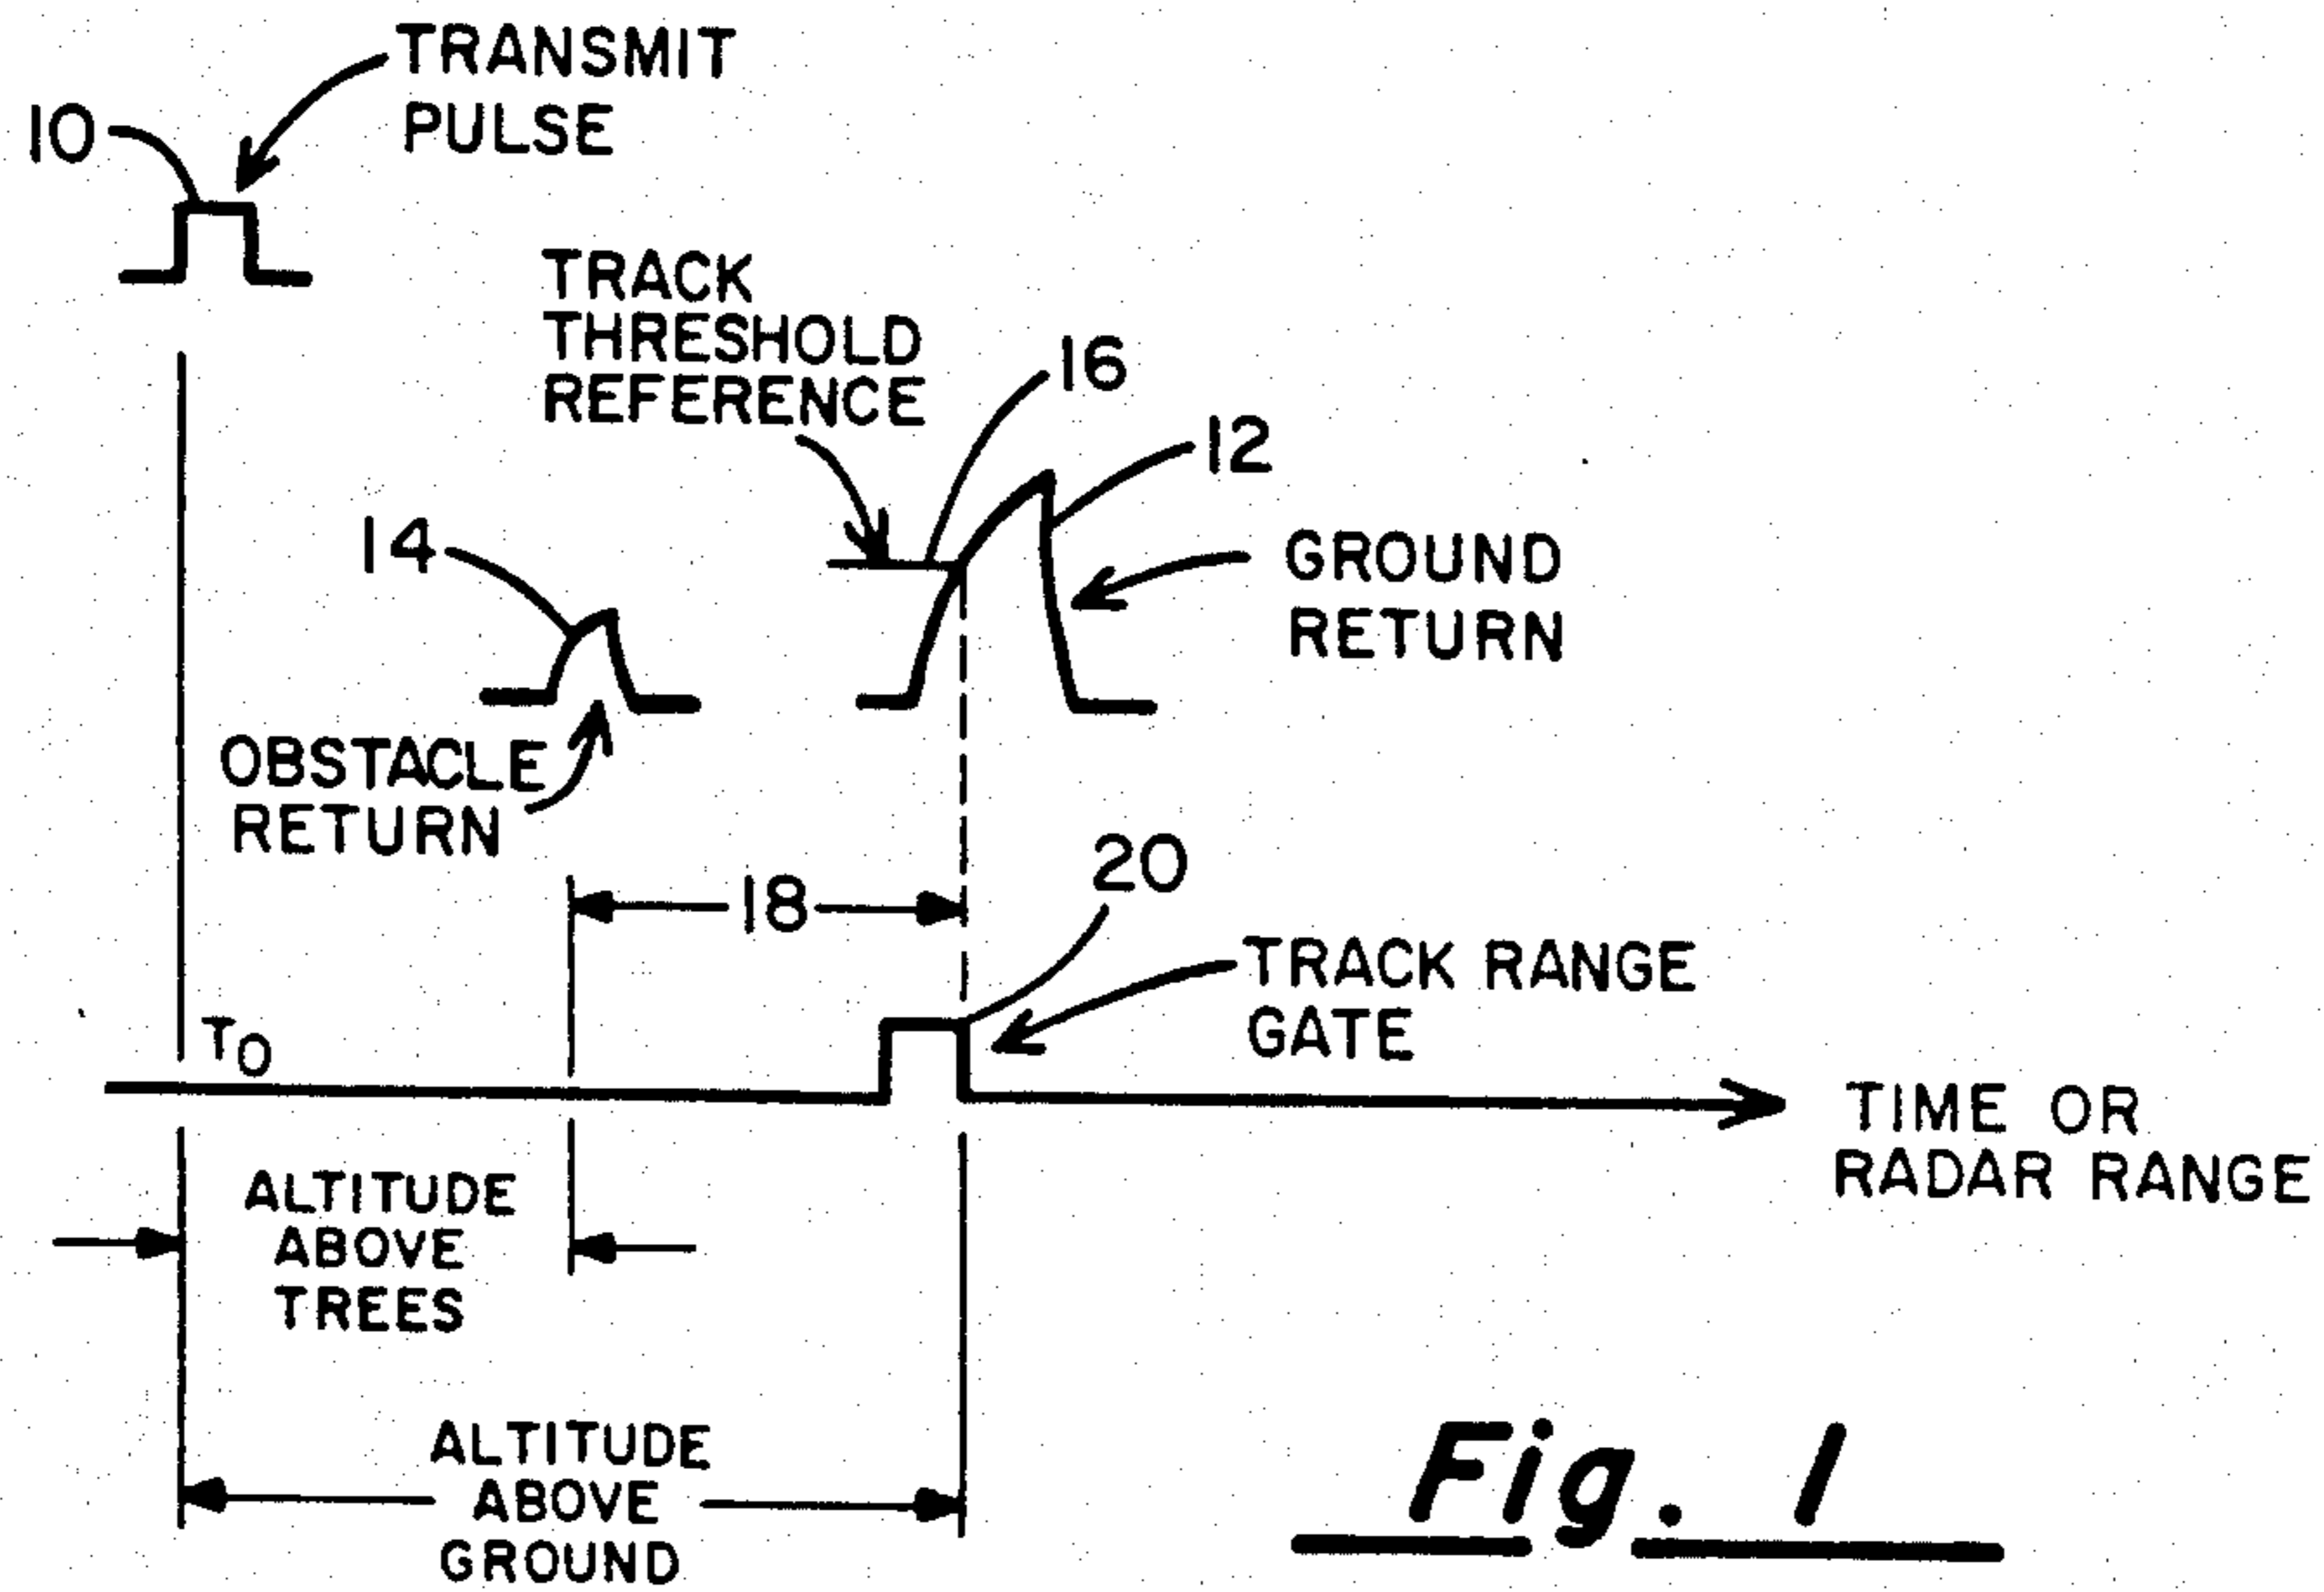 TRANSMIT
PULSE
10
TRACK
THRESHOLD
REFERENCE
16
12
14
GROUND
RETURN
OBSTACLE
RETURN
18
20
TRACK RANGE
GATE
TO
TIME OR
RADAR RANGE
ALTITUDE
ABOVE
TREES
ALTITUDE
ABOVE
GROUND
Fig. 1